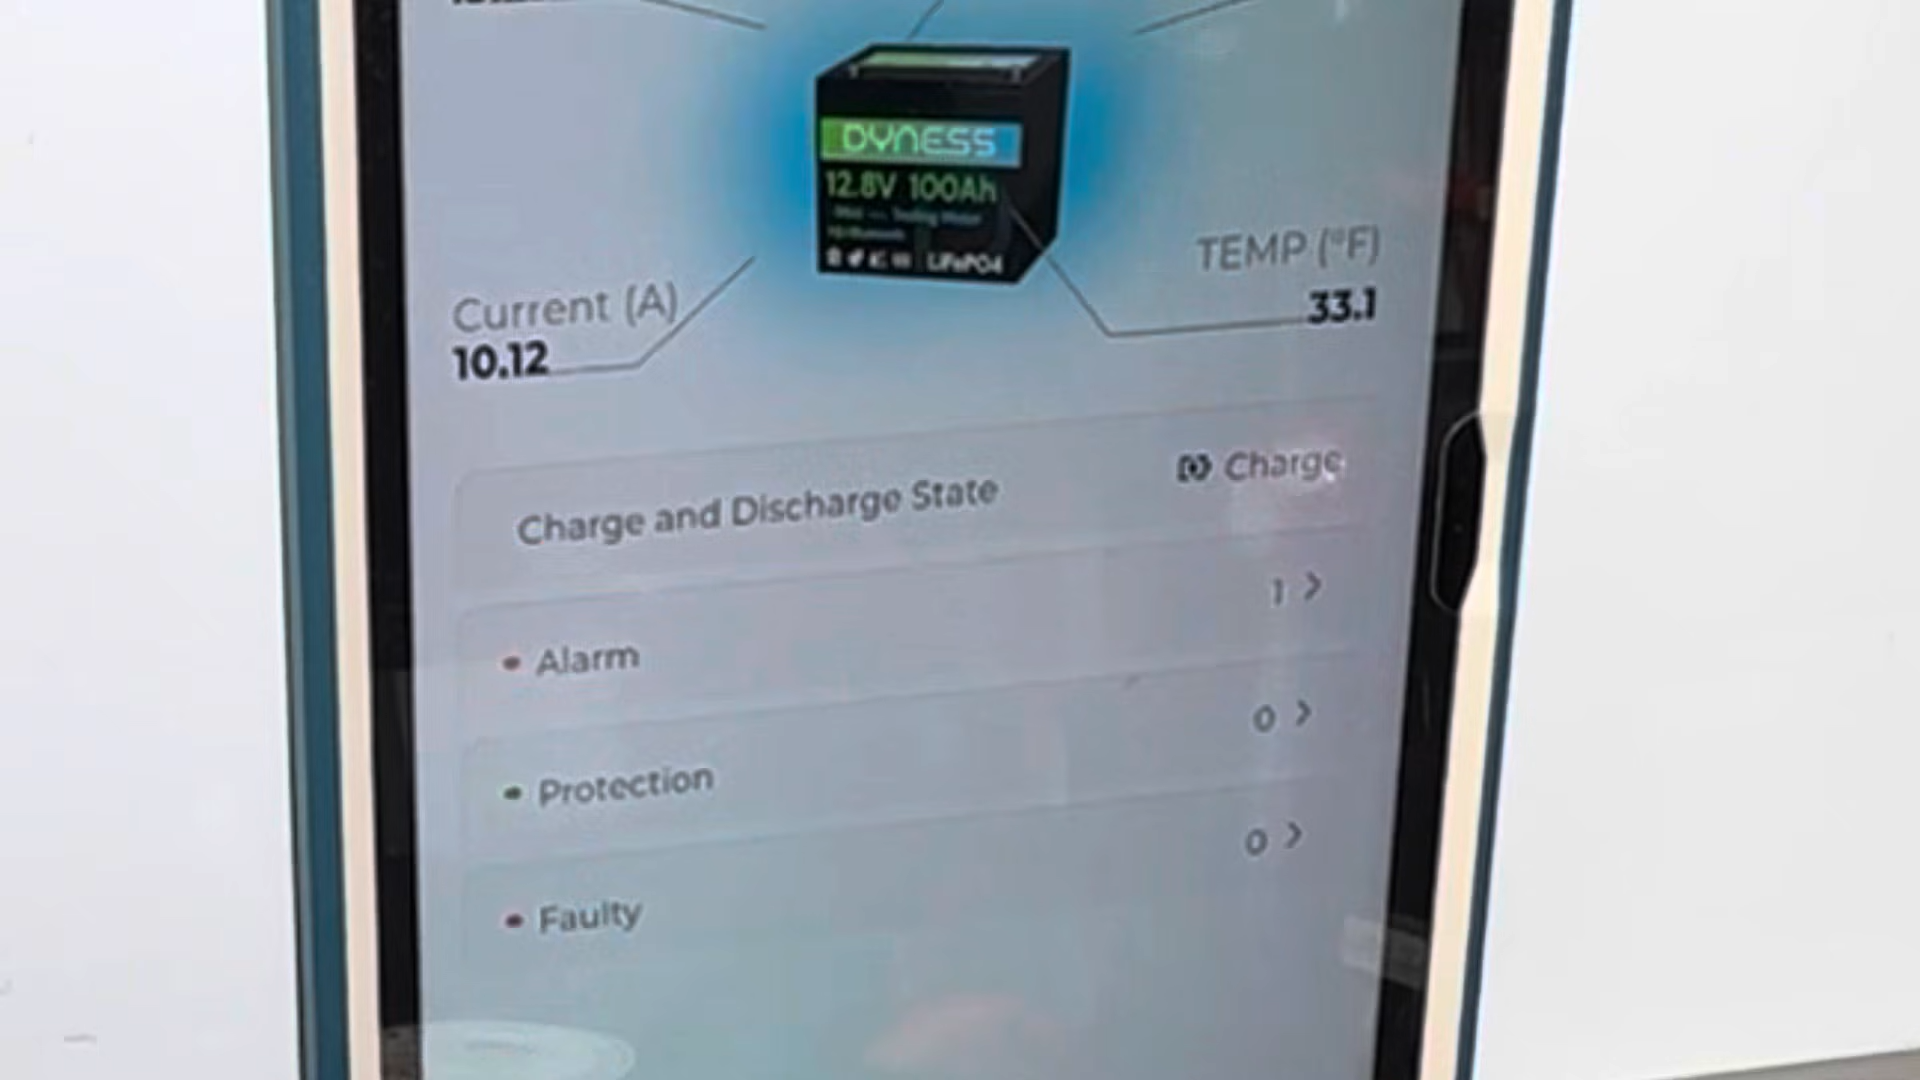 DYNESS
12.8V 100Ah
LiFePO4
TEMP (°F)
33.1
Current (A)
10.12
Charge and Discharge State
Charge
Alarm
1 >
Protection
0 >
Faulty
0 >